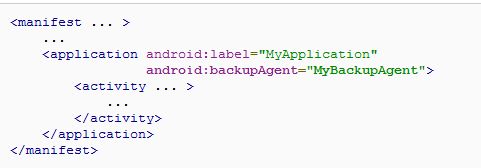 <manifest ... >
    ...
    <application android:label="MyApplication"
                 android:backupAgent="MyBackupAgent">
        <activity ... >
            ...
        </activity>
    </application>
</manifest>